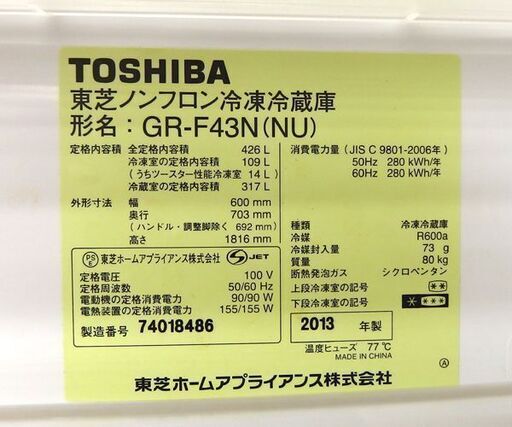 TOSHIBA
東芝ノンフロン冷凍冷蔵庫
形名：GR-F43N(NU)
定格内容積 全定格内容積 426 L
冷凍室の定格内容積 109 L
(うちツースター性能冷凍室 14 L)
冷蔵室の定格内容積 317 L
外形寸法 幅 600 mm
奥行 703 mm
(ハンドル・調整脚除く 692 mm)
高さ 1816 mm
PS E 東芝ホームアプライアンス株式会社 S JET
定格電圧 100 V
定格周波数 50/60 Hz
電動機の定格消費電力 90/90 W
電熱装置の定格消費電力 155/155 W
製造番号 74018486
消費電力量 (JIS C 9801-2006年)
50Hz 280 kWh/年
60Hz 280 kWh/年
種類 冷凍冷蔵庫
冷媒 R600a
冷媒封入量 73 g
質量 80 kg
断熱発泡ガス シクロペンタン
上段冷凍室の記号 **
下段冷凍室の記号 * ***
2013 年製
温度ヒューズ 77℃
MADE IN CHINA
A
東芝ホームアプライアンス株式会社